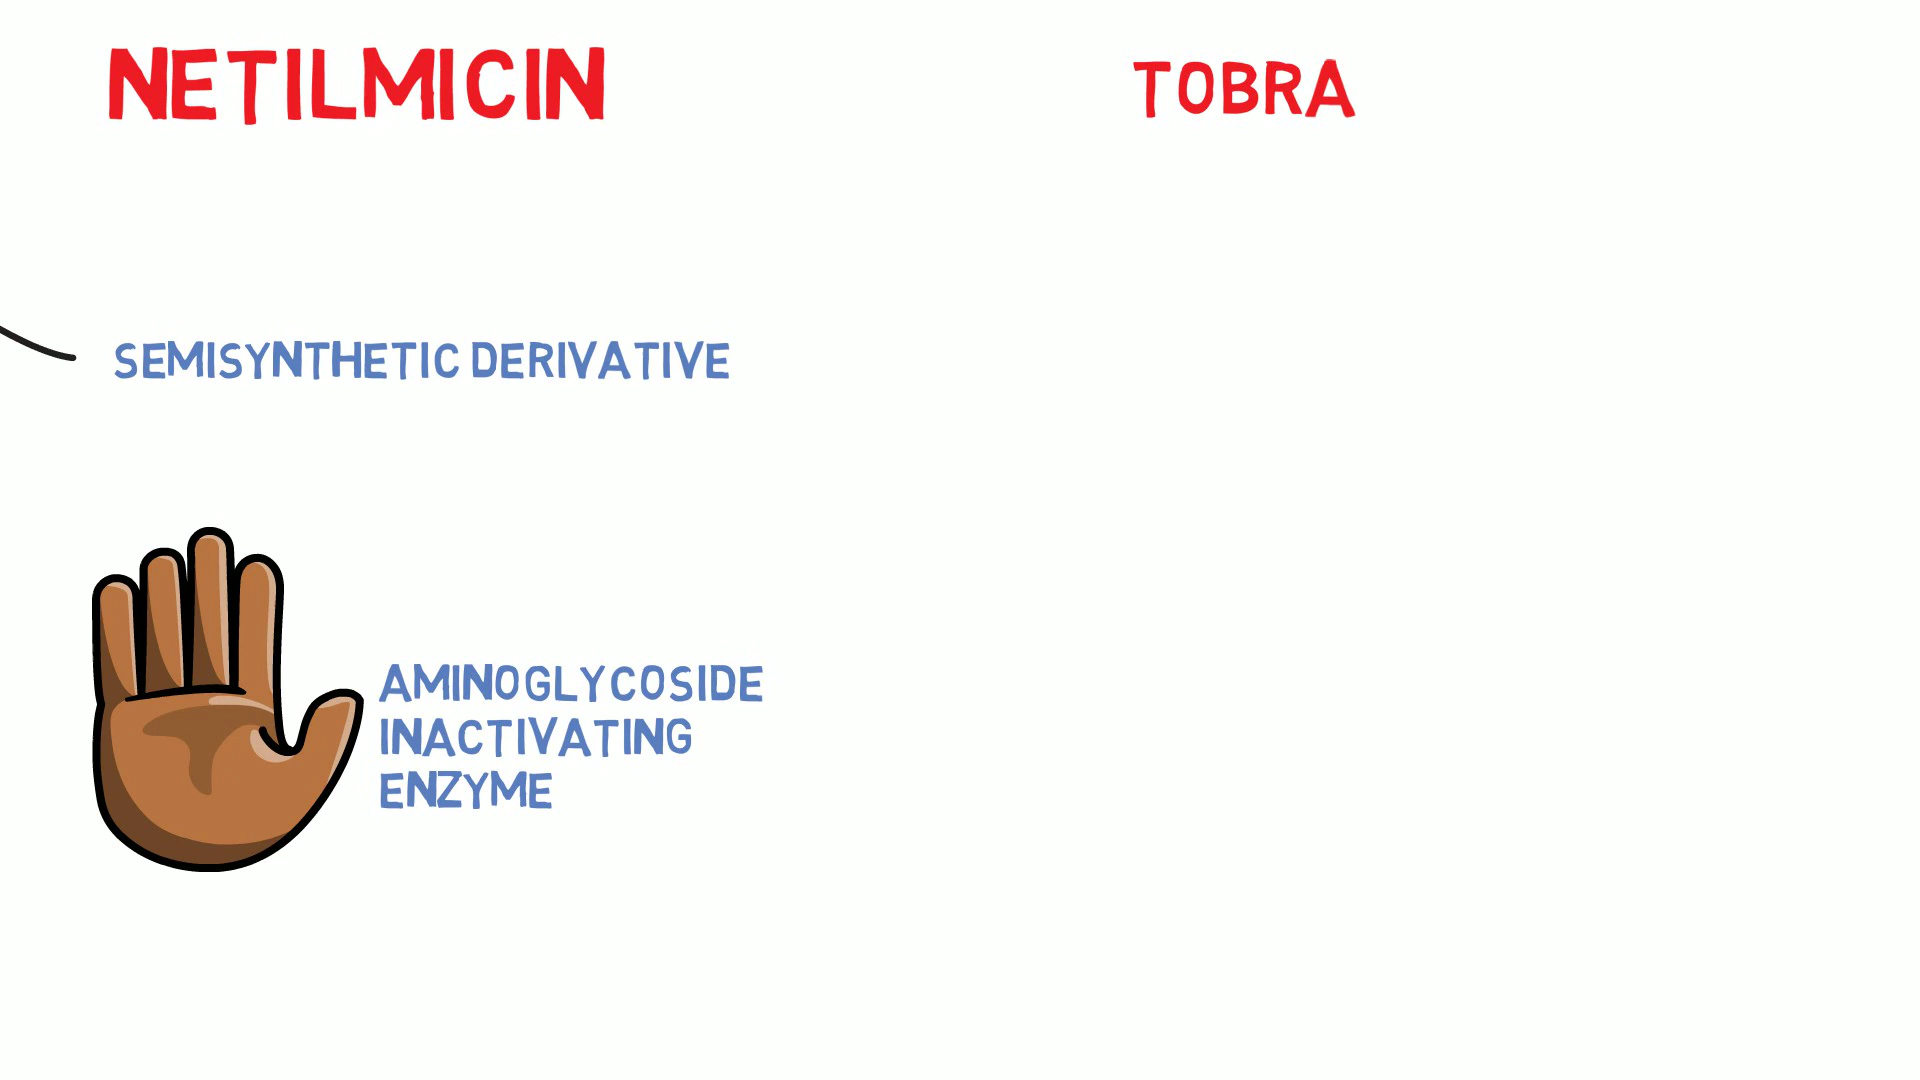 NETILMICIN
TOBRA
SEMISYNTHETIC DERIVATIVE
AMINOGLYCOSIDE
INACTIVATING
ENZYME